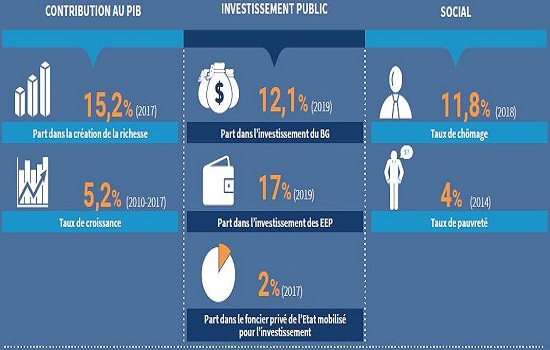 CONTRIBUTION AU PIB
15,2% (2017)
Part dans la création de la richesse
5,2% (2010-2017)
Taux de croissance
INVESTISSEMENT PUBLIC
$
12,1% (2019)
Part dans l'investissement du BG
17% (2019)
Part dans l'investissement des EEP
2% (2017)
Part dans le foncier privé de l'Etat mobilisé
pour l'investissement
SOCIAL
11,8% (2018)
Taux de chômage
4% (2014)
Taux de pauvreté